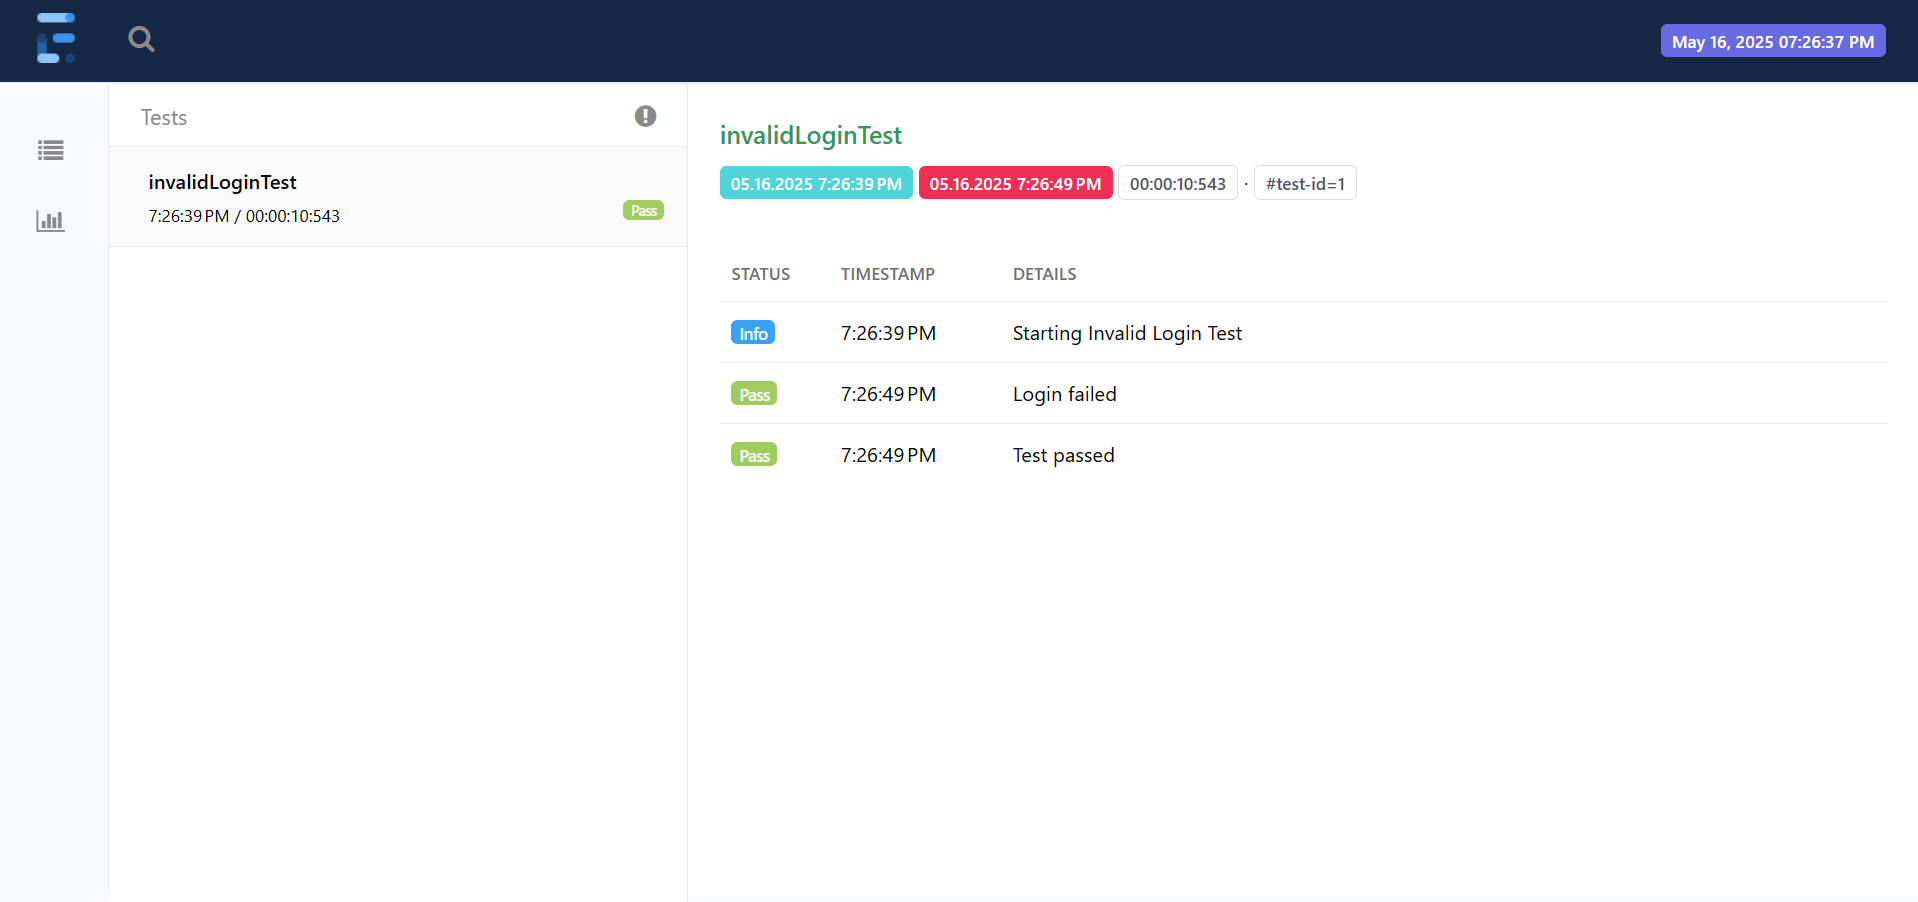 May 16, 2025 07:26:37 PM
Tests
invalidLoginTest
7:26:39 PM / 00:00:10:543
Pass
invalidLoginTest
05.16.2025 7:26:39 PM 05.16.2025 7:26:49 PM 00:00:10:543 · #test-id=1
STATUS TIMESTAMP DETAILS
Info 7:26:39 PM Starting Invalid Login Test
Pass 7:26:49 PM Login failed
Pass 7:26:49 PM Test passed